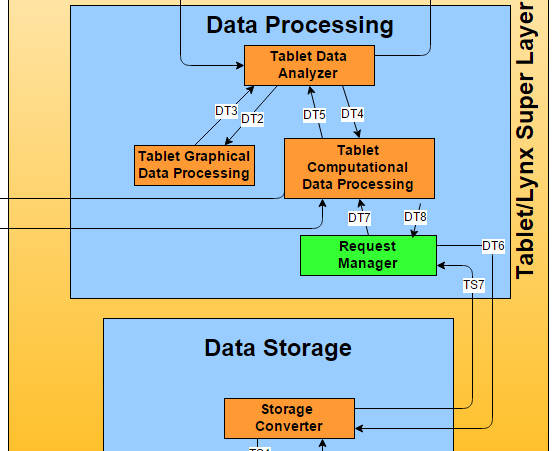 Data Processing
Tablet/Lynx Super Layer
Tablet Data
Analyzer
DT3
DT2
DT5
DT4
Tablet Graphical
Data Processing
Tablet
Computational
Data Processing
DT7
DT8
Request
Manager
DT6
TS7
Data Storage
Storage
Converter